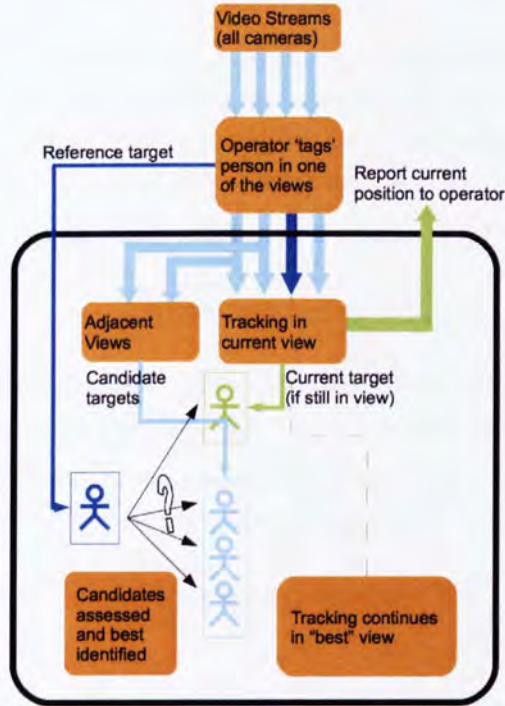 Video Streams
(all cameras)
Operator 'tags'
person in one
of the views
Reference target
Report current
position to operator
Adjacent
Views
Tracking in
current view
Candidate
targets
Current target
(if still in view)
?
Candidates
assessed
and best
identified
Tracking continues
in "best" view